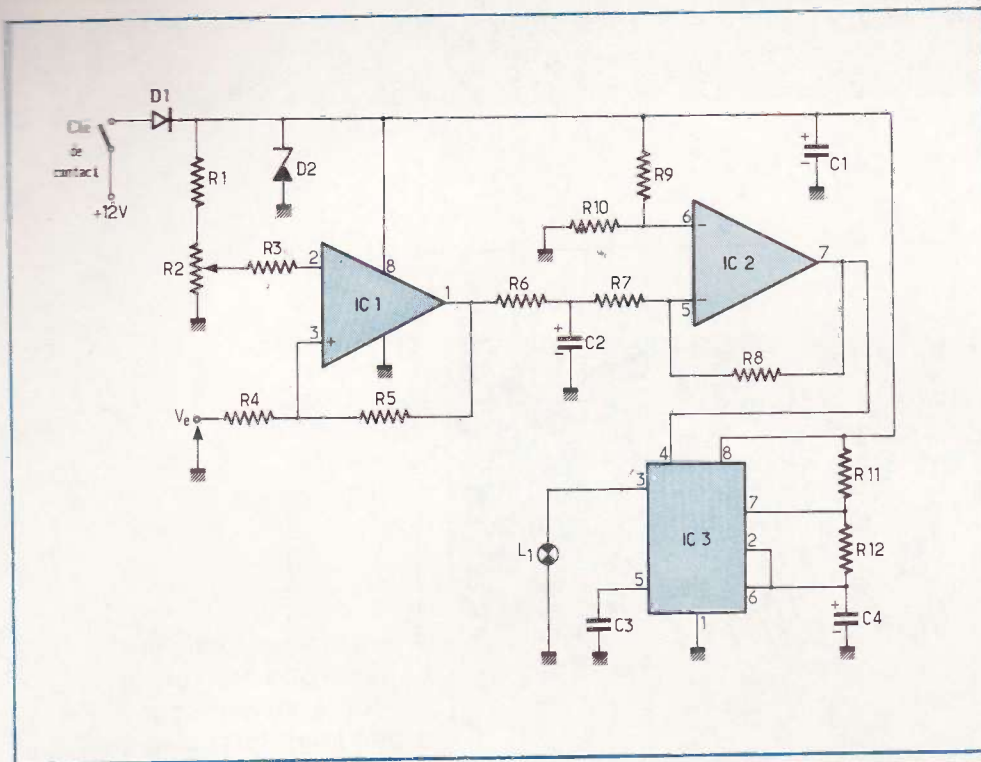 D1
Clé
de
contact
+12V
R1
D2
R2
R3
2
8
IC 1
1
3
+
Ve
R4
R5
R6
R7
C2
+
-
R9
R10
6
-
IC 2
7
5
-
R8
+
-
C1
4
8
3
7
IC 3
2
5
6
1
L1
C3
R11
R12
+
-
C4